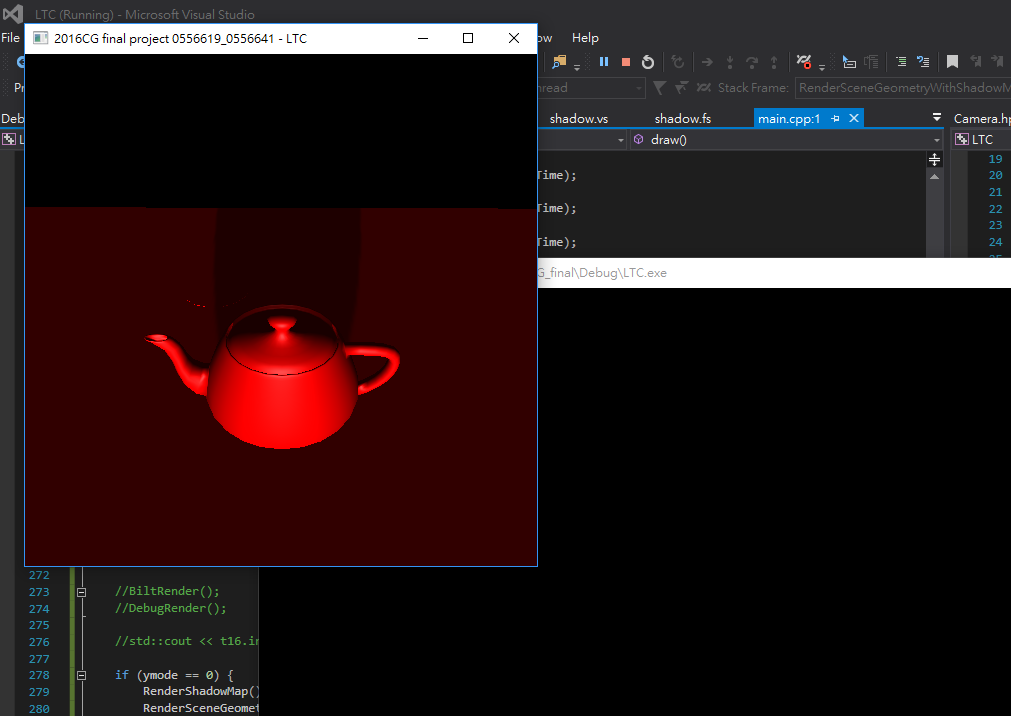 LTC (Running) - Microsoft Visual Studio
File
2016CG final project 0556619_0556641 - LTC
Help
Stack Frame: RenderSceneGeometryWithShadowM
shadow.vs shadow.fs main.cpp:1 Camera.hp
draw() LTC
19
Time); 20
21
Time); 22
23
Time); 24
G_final\Debug\LTC.exe
272
273 //BiltRender();
274 //DebugRender();
275
276 //std::cout << t16.in
277
278 if (ymode == 0) {
279 RenderShadowMap()
280 RenderSceneGeomet